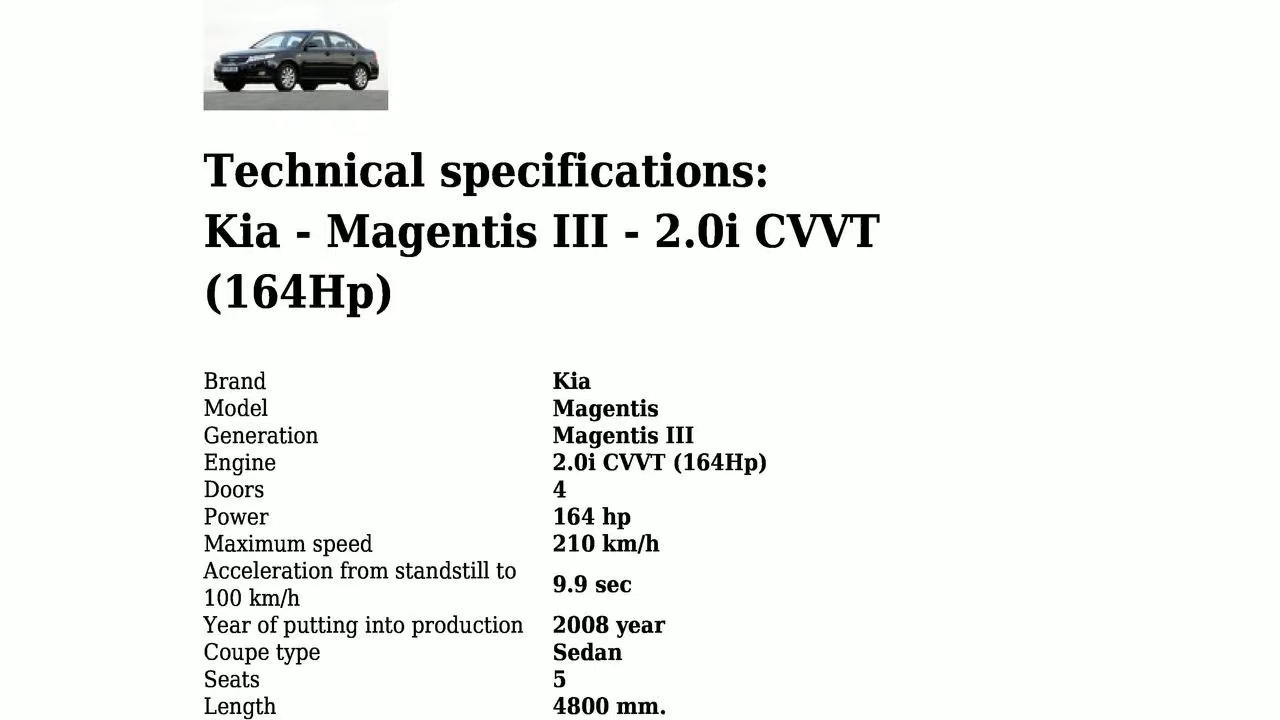 Technical specifications:
Kia - Magentis III - 2.0i CVVT
(164Hp)
Brand Kia
Model Magentis
Generation Magentis III
Engine 2.0i CVVT (164Hp)
Doors 4
Power 164 hp
Maximum speed 210 km/h
Acceleration from standstill to
100 km/h 9.9 sec
Year of putting into production 2008 year
Coupe type Sedan
Seats 5
Length 4800 mm.